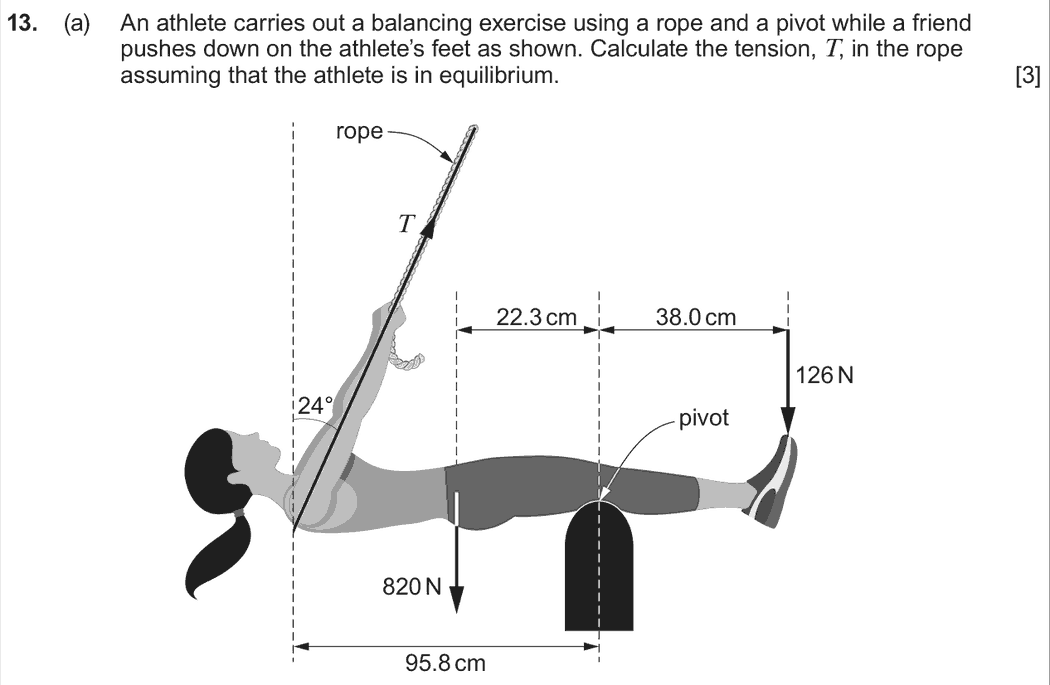 13. (a) An athlete carries out a balancing exercise using a rope and a pivot while a friend
pushes down on the athlete’s feet as shown. Calculate the tension, T, in the rope
assuming that the athlete is in equilibrium. [3]
rope
T
22.3 cm 38.0 cm
126 N
24°
pivot
820 N
95.8 cm